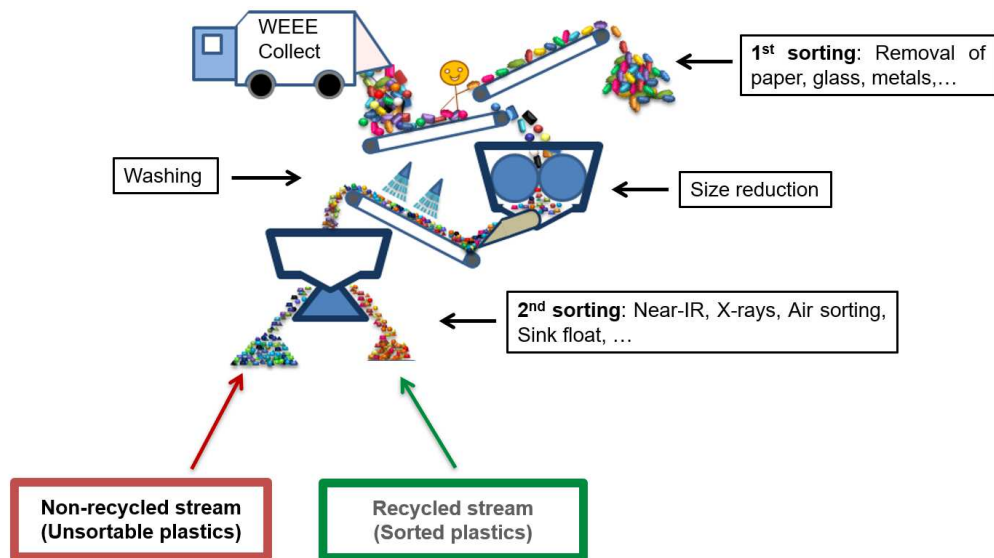 WEEE
Collect
1st sorting: Removal of
paper, glass, metals,...
Washing
Size reduction
2nd sorting: Near-IR, X-rays, Air sorting,
Sink float, ...
Non-recycled stream
(Unsortable plastics)
Recycled stream
(Sorted plastics)